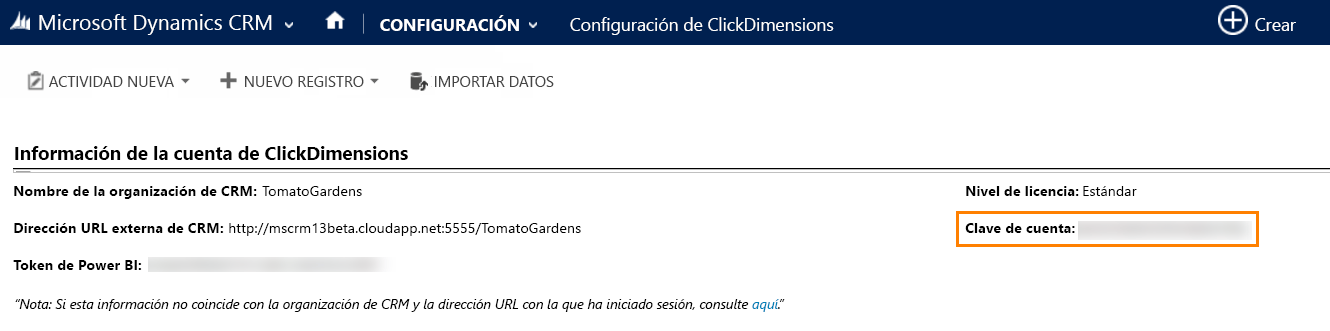 Microsoft Dynamics CRM CONFIGURACIÓN Configuración de ClickDimensions Crear
ACTIVIDAD NUEVA NUEVO REGISTRO IMPORTAR DATOS
Información de la cuenta de ClickDimensions
Nombre de la organización de CRM: TomatoGardens Nivel de licencia: Estándar
Dirección URL externa de CRM: http://mscrm13beta.cloudapp.net:5555/TomatoGardens Clave de cuenta:
Token de Power BI:
“Nota: Si esta información no coincide con la organización de CRM y la dirección URL con la que ha iniciado sesión, consulte aquí.”